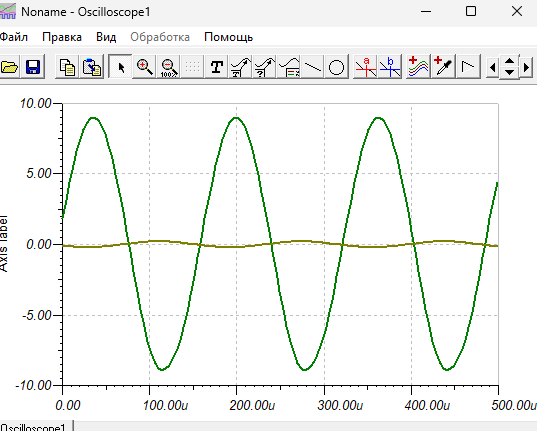 Noname - Oscilloscope1
Файл Правка Вид Обработка Помощь
T a b
10.00
5.00
0.00
-5.00
-10.00
Axis label
0.00 100.00u 200.00u 300.00u 400.00u 500.00u
Oscilloscope1